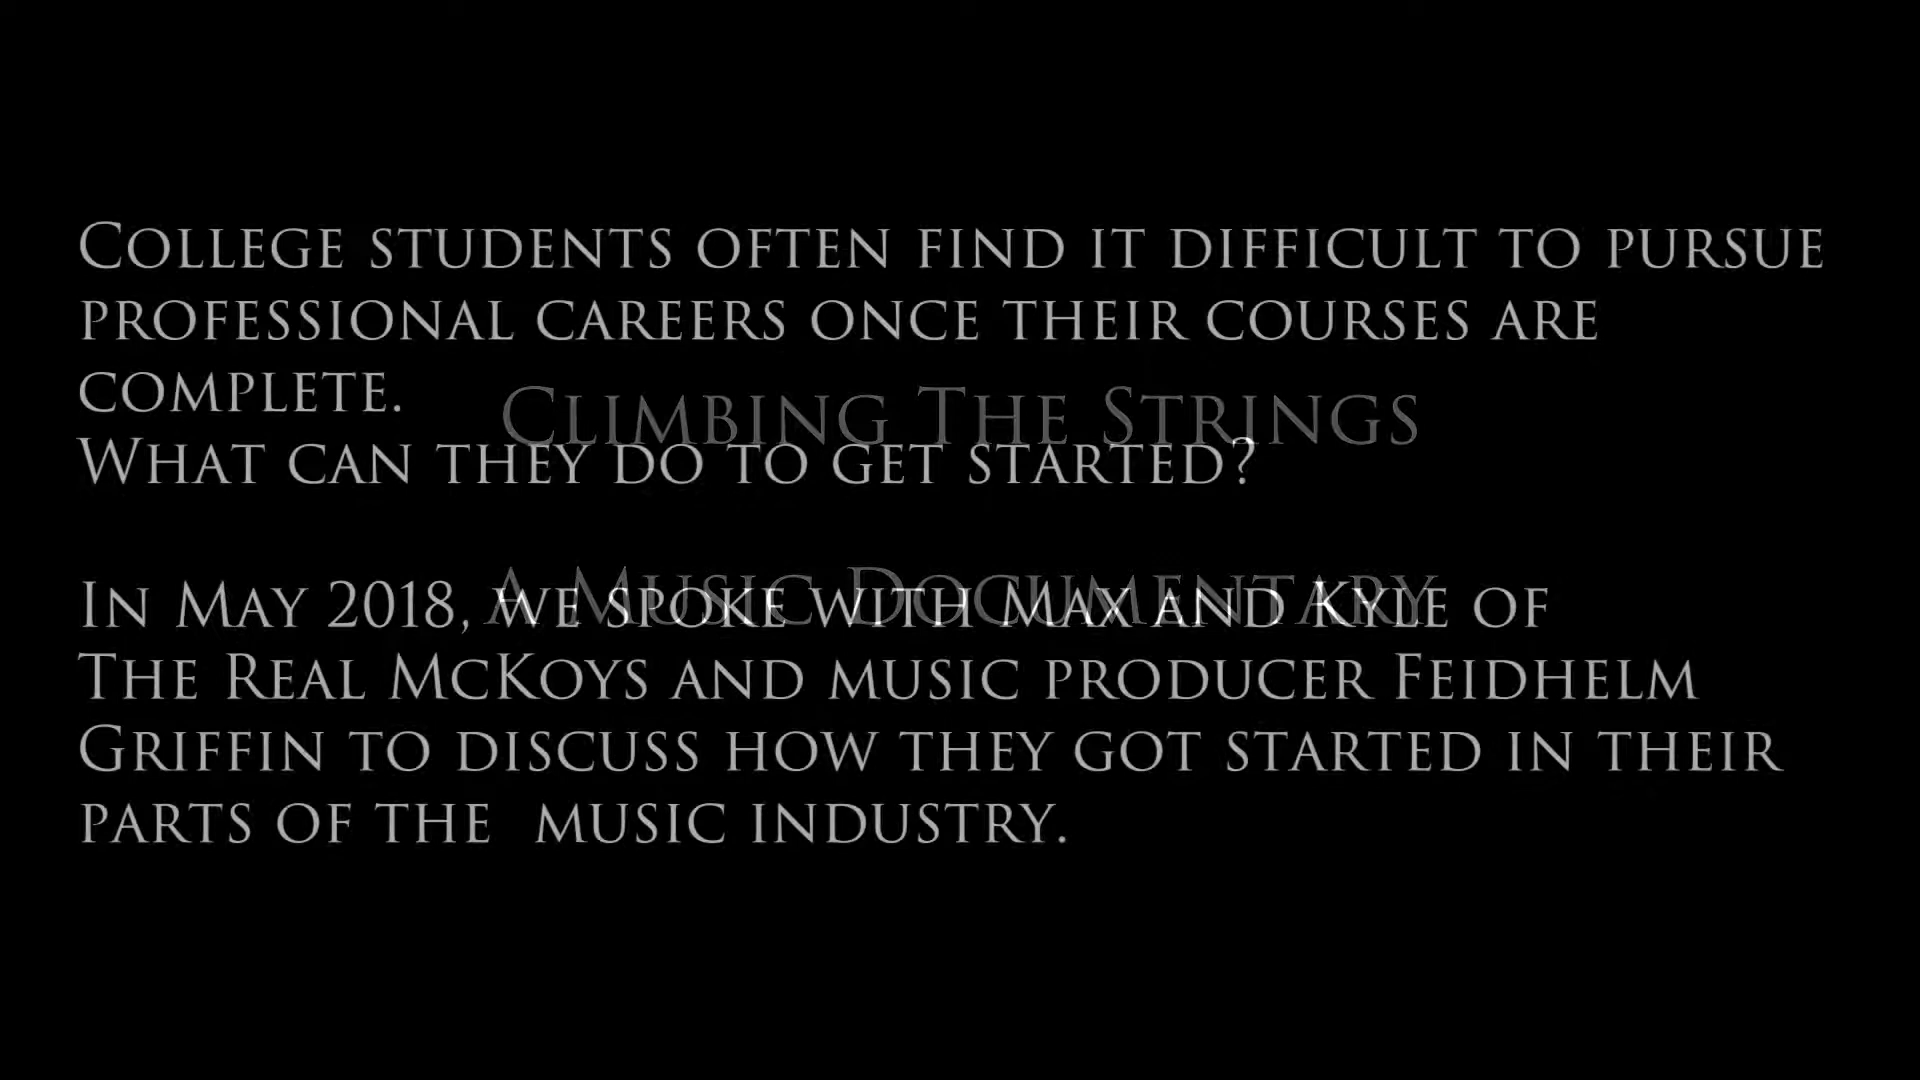 College students often find it difficult to pursue
professional careers once their courses are
complete.
Climbing The Strings
What can they do to get started?
A Music Documentary
In May 2018, we spoke with Max and Kyle of
The Real McKoys and music producer Feidhelm
Griffin to discuss how they got started in their
parts of the  music industry.